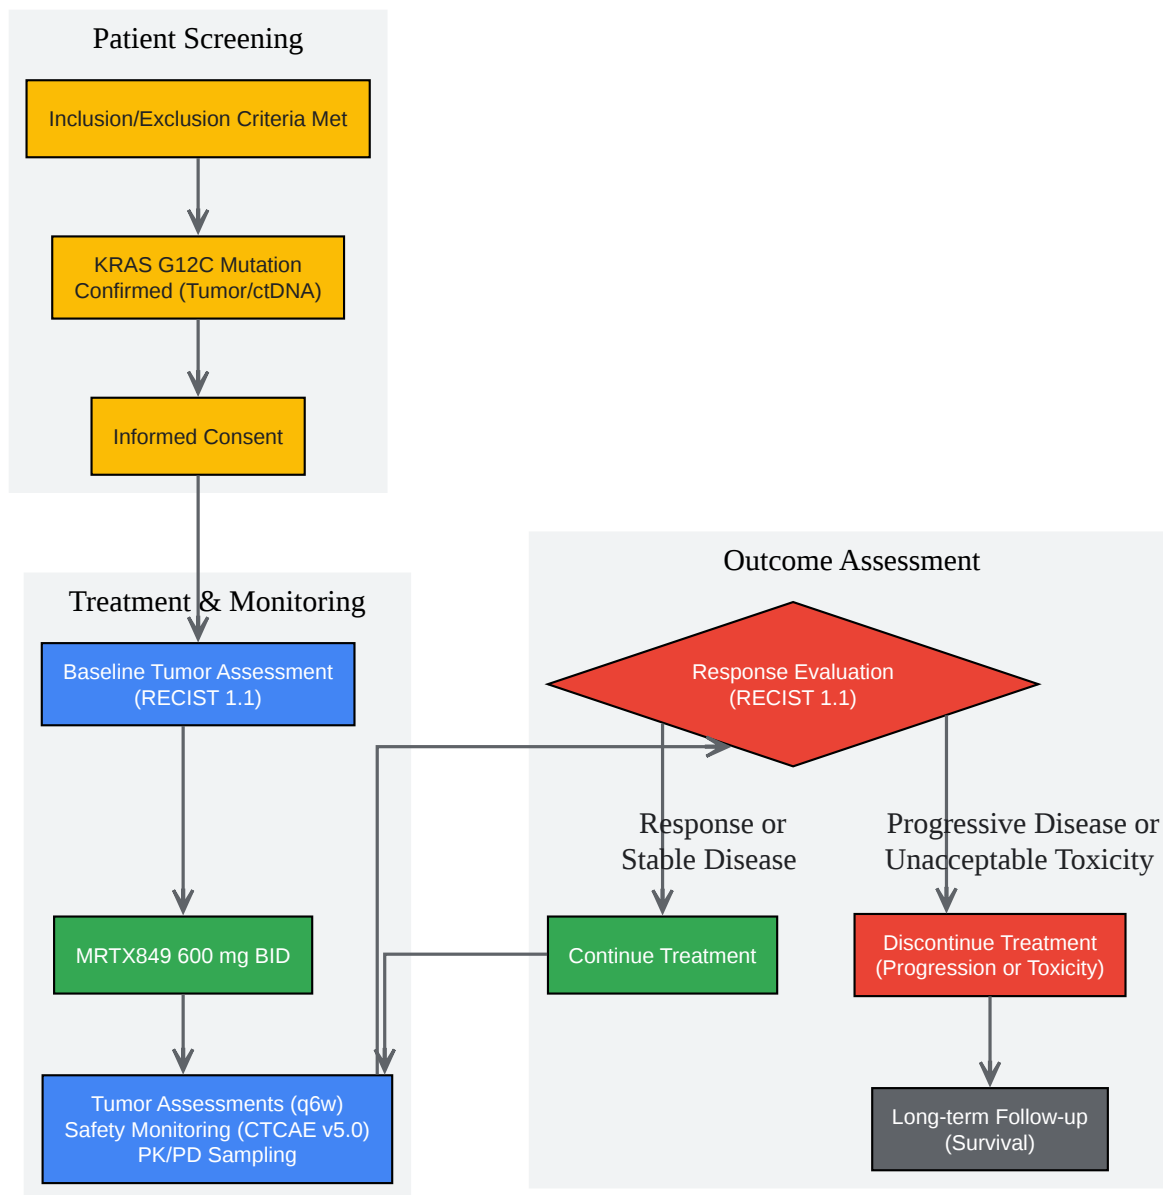 Patient Screening
Inclusion/Exclusion Criteria Met
KRAS G12C Mutation
Confirmed (Tumor/ctDNA)
Informed Consent
Treatment & Monitoring
Baseline Tumor Assessment
(RECIST 1.1)
MRTX849 600 mg BID
Tumor Assessments (q6w)
Safety Monitoring (CTCAE v5.0)
PK/PD Sampling
Outcome Assessment
Response Evaluation
(RECIST 1.1)
Response or
Stable Disease
Progressive Disease or
Unacceptable Toxicity
Continue Treatment
Discontinue Treatment
(Progression or Toxicity)
Long-term Follow-up
(Survival)